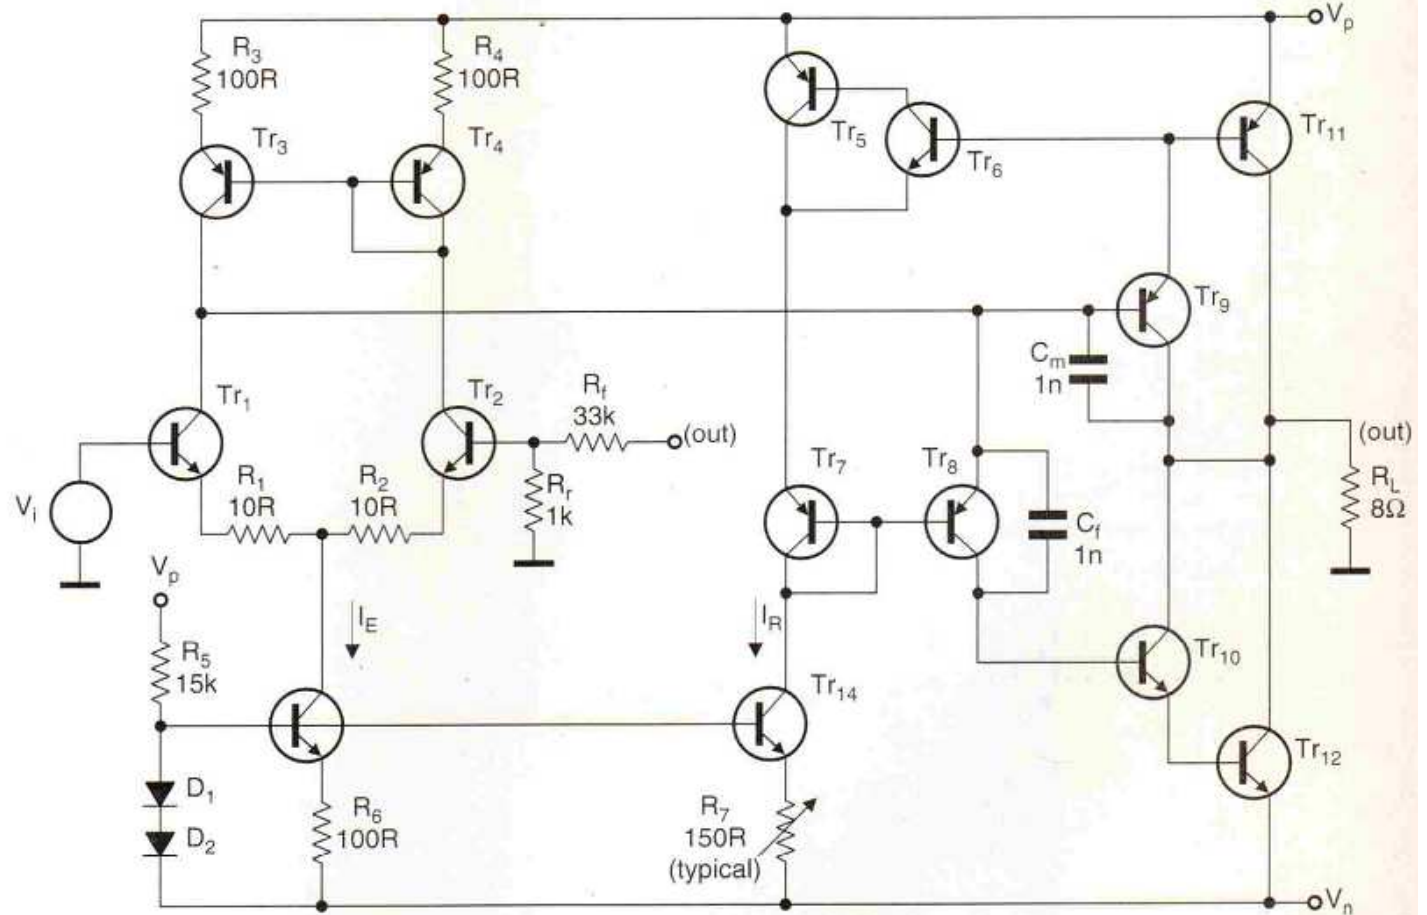 Vp
R3
100R
R4
100R
Tr3
Tr4
Tr5
Tr6
Tr11
Tr9
Cm
1n
Tr1
Tr2
Rf
33k
(out)
(out)
RL
8Ω
R1
10R
R2
10R
Rr
1k
Vi
Tr7
Tr8
Cf
1n
Vp
IE
IR
R5
15k
Tr10
Tr14
Tr12
D1
D2
R6
100R
R7
150R
(typical)
Vn